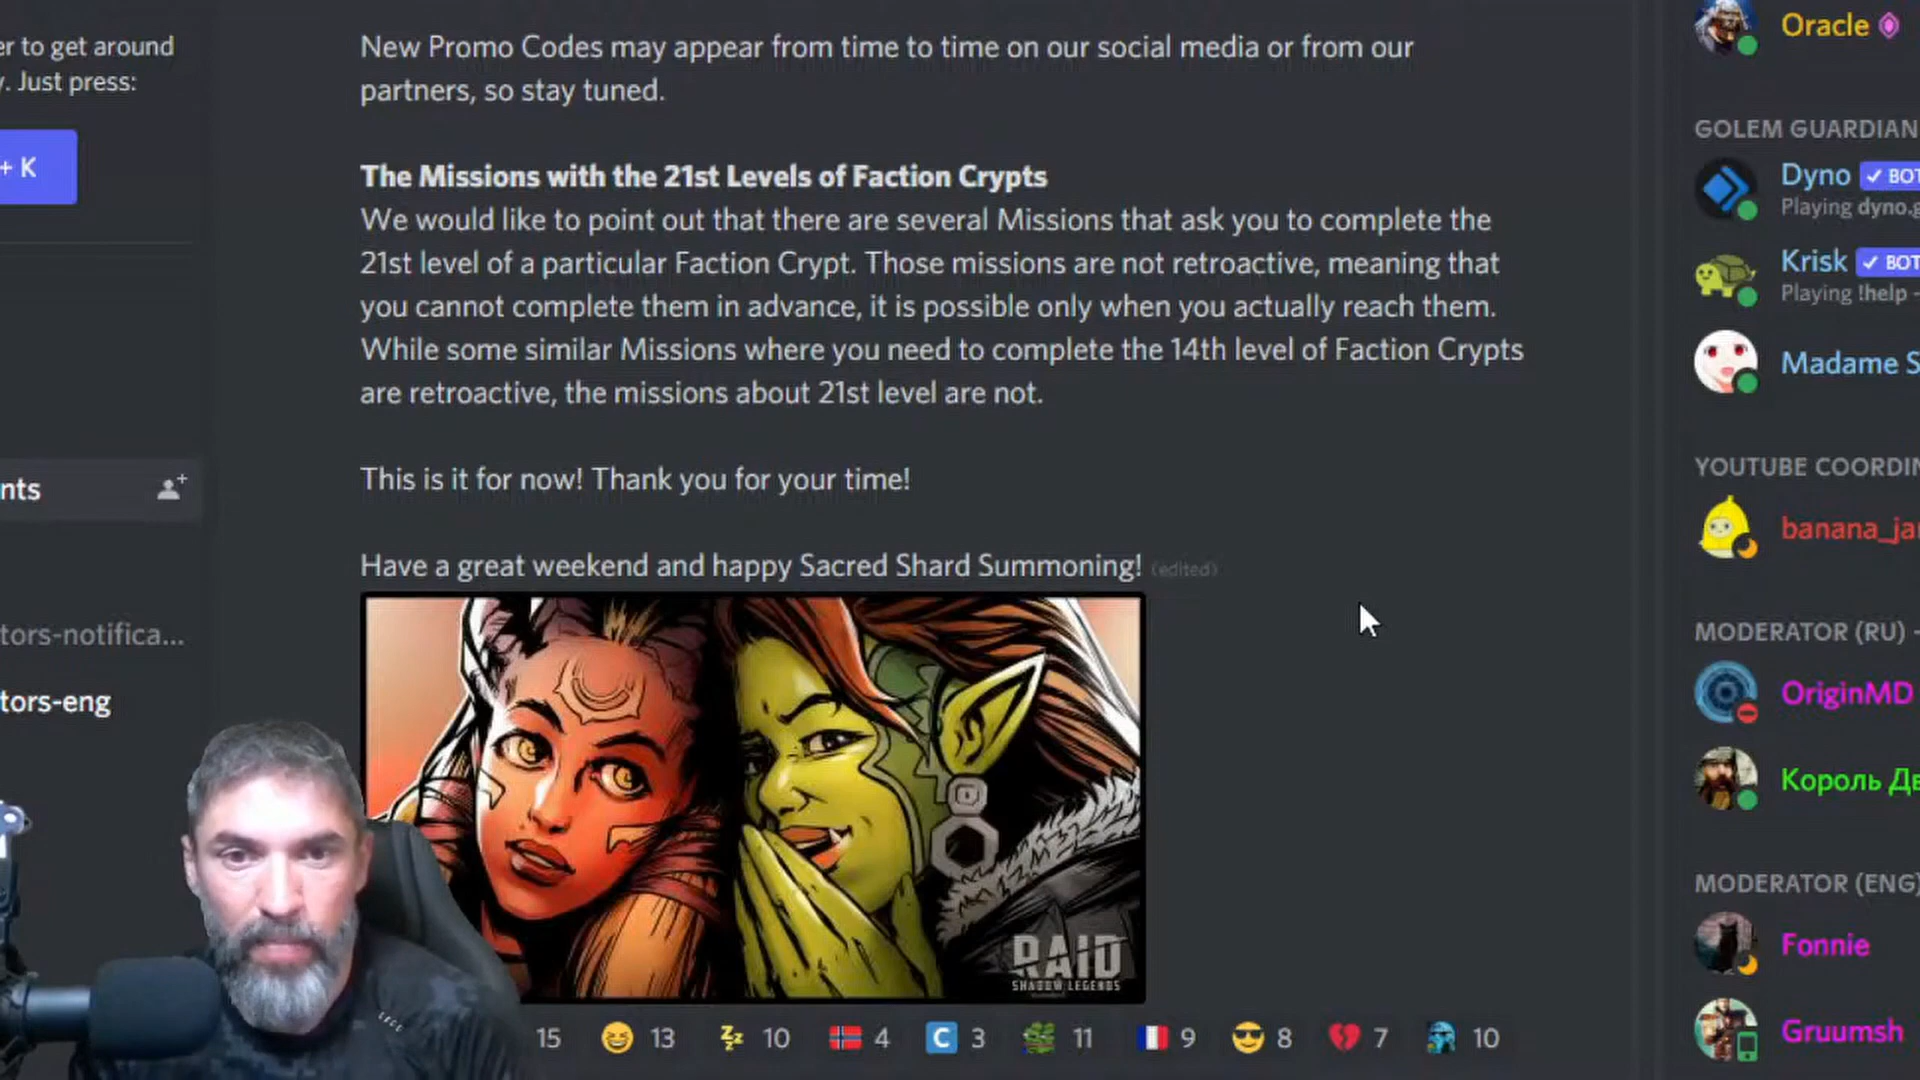 er to get around
y. Just press:
+ K
nts
tors-notifica...
tors-eng
New Promo Codes may appear from time to time on our social media or from our
partners, so stay tuned.
The Missions with the 21st Levels of Faction Crypts
We would like to point out that there are several Missions that ask you to complete the
21st level of a particular Faction Crypt. Those missions are not retroactive, meaning that
you cannot complete them in advance, it is possible only when you actually reach them.
While some similar Missions where you need to complete the 14th level of Faction Crypts
are retroactive, the missions about 21st level are not.
This is it for now! Thank you for your time!
Have a great weekend and happy Sacred Shard Summoning! (edited)
RAID
SHADOW LEGENDS
15 13 10 4 C 3 11 9 8 7 10
Oracle
GOLEM GUARDIAN
Dyno ✓ BOT
Playing dyno.g
Krisk ✓ BOT
Playing !help -
Madame S
YOUTUBE COORDIN
banana_jar
MODERATOR (RU) -
OriginMD
Король Дв
MODERATOR (ENG)
Fonnie
Gruumsh